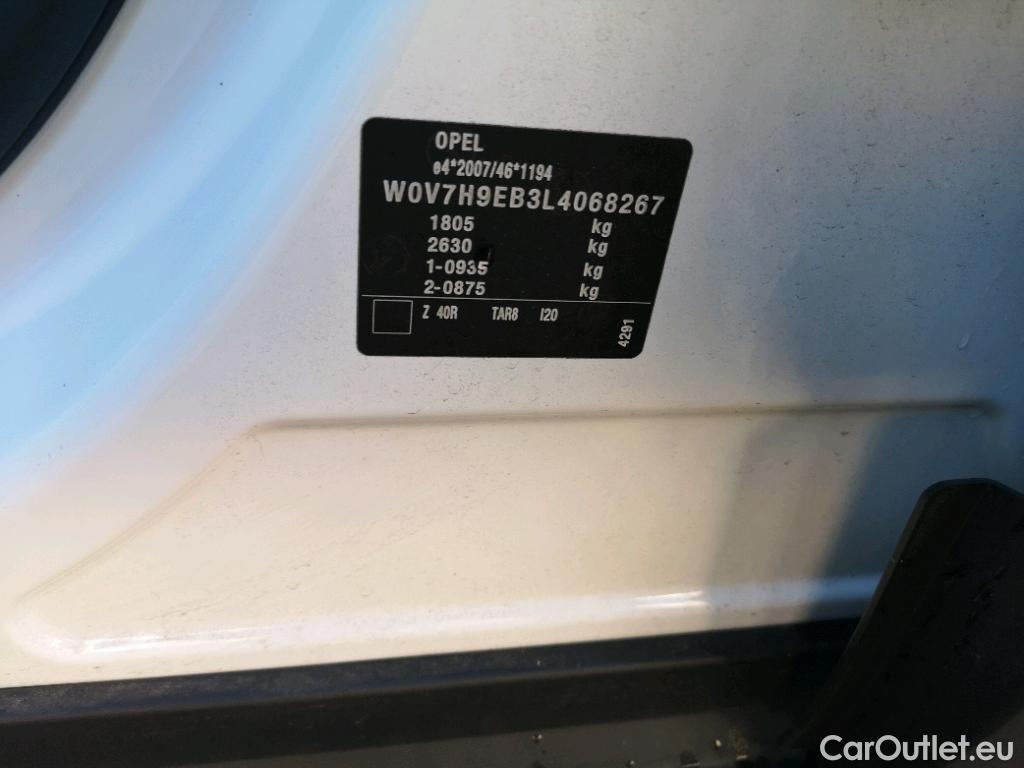 OPEL
e4*2007/46*1194
W0V7H9EB3L4068267
1805 kg
2630 kg
1-0935 kg
2-0875 kg
Z 40R TAR8 I20
4291
CarOutlet.eu